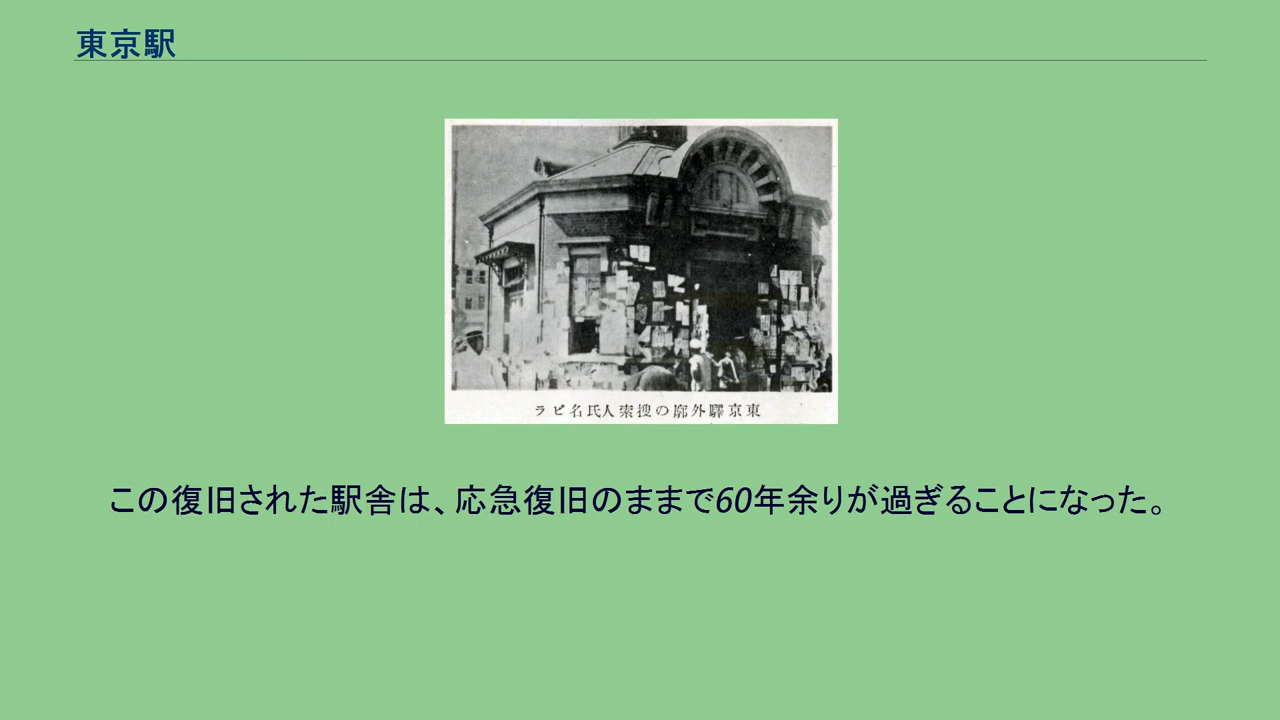 東京駅
東京驛外廓の捜索人氏名ビラ
この復旧された駅舎は、応急復旧のままで60年余りが過ぎることになった。